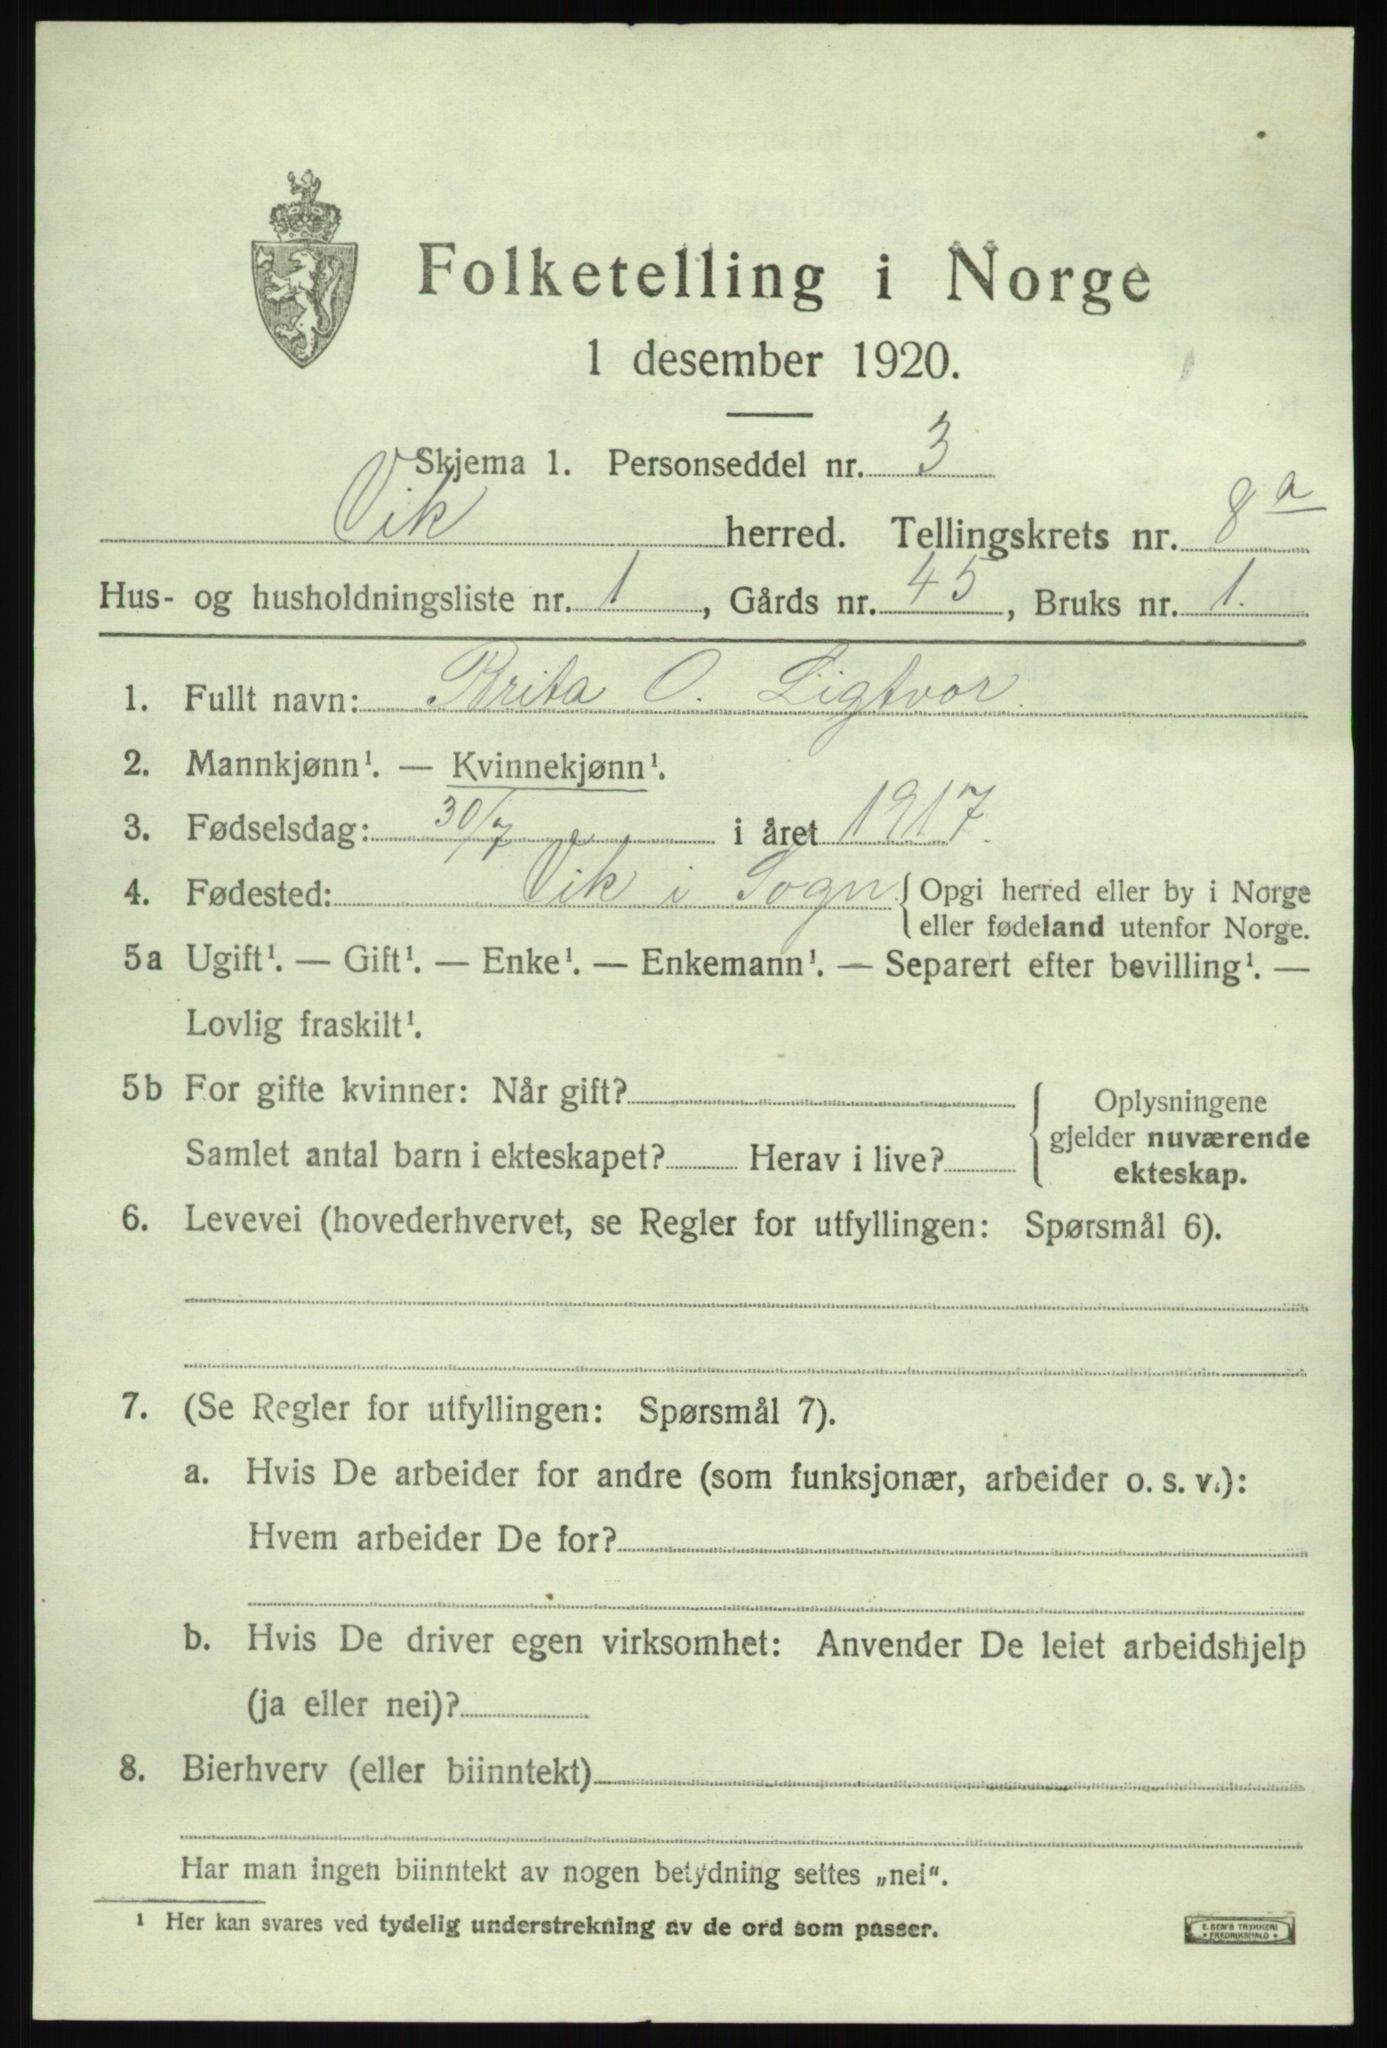 Folketelling i Norge
1 desember 1920.
Skjema 1. Personseddel nr. 3
Vik herred. Tellingskrets nr. 8 a
Hus- og husholdningsliste nr. 1, Gårds nr. 45, Bruks nr. 1.
1. Fullt navn: Brita O. Ligtvor.
2. Mannkjønn¹. — Kvinnekjønn¹.
3. Fødselsdag: 30/7 i året 1917.
4. Fødested: Vik i Sogn { Opgi herred eller by i Norge
eller fødeland utenfor Norge.
5a Ugift¹. — Gift¹. — Enke¹. — Enkemann¹. — Separert efter bevilling¹. —
Lovlig fraskilt¹.
5b For gifte kvinner: Når gift?
Samlet antal barn i ekteskapet? Herav i live?
Oplysningene
gjelder nuværende
ekteskap.
6. Levevei (hovederhvervet, se Regler for utfyllingen: Spørsmål 6).
7. (Se Regler for utfyllingen: Spørsmål 7).
a. Hvis De arbeider for andre (som funksjonær, arbeider o. s. v.):
Hvem arbeider De for?
b. Hvis De driver egen virksomhet: Anvender De leiet arbeidshjelp
(ja eller nei)?
8. Bierhverv (eller biinntekt)
Har man ingen biinntekt av nogen betydning settes „nei“.
¹ Her kan svares ved tydelig understrekning av de ord som passer.
E. SEM'S TRYKKERI
• FREDRIKSHALD •